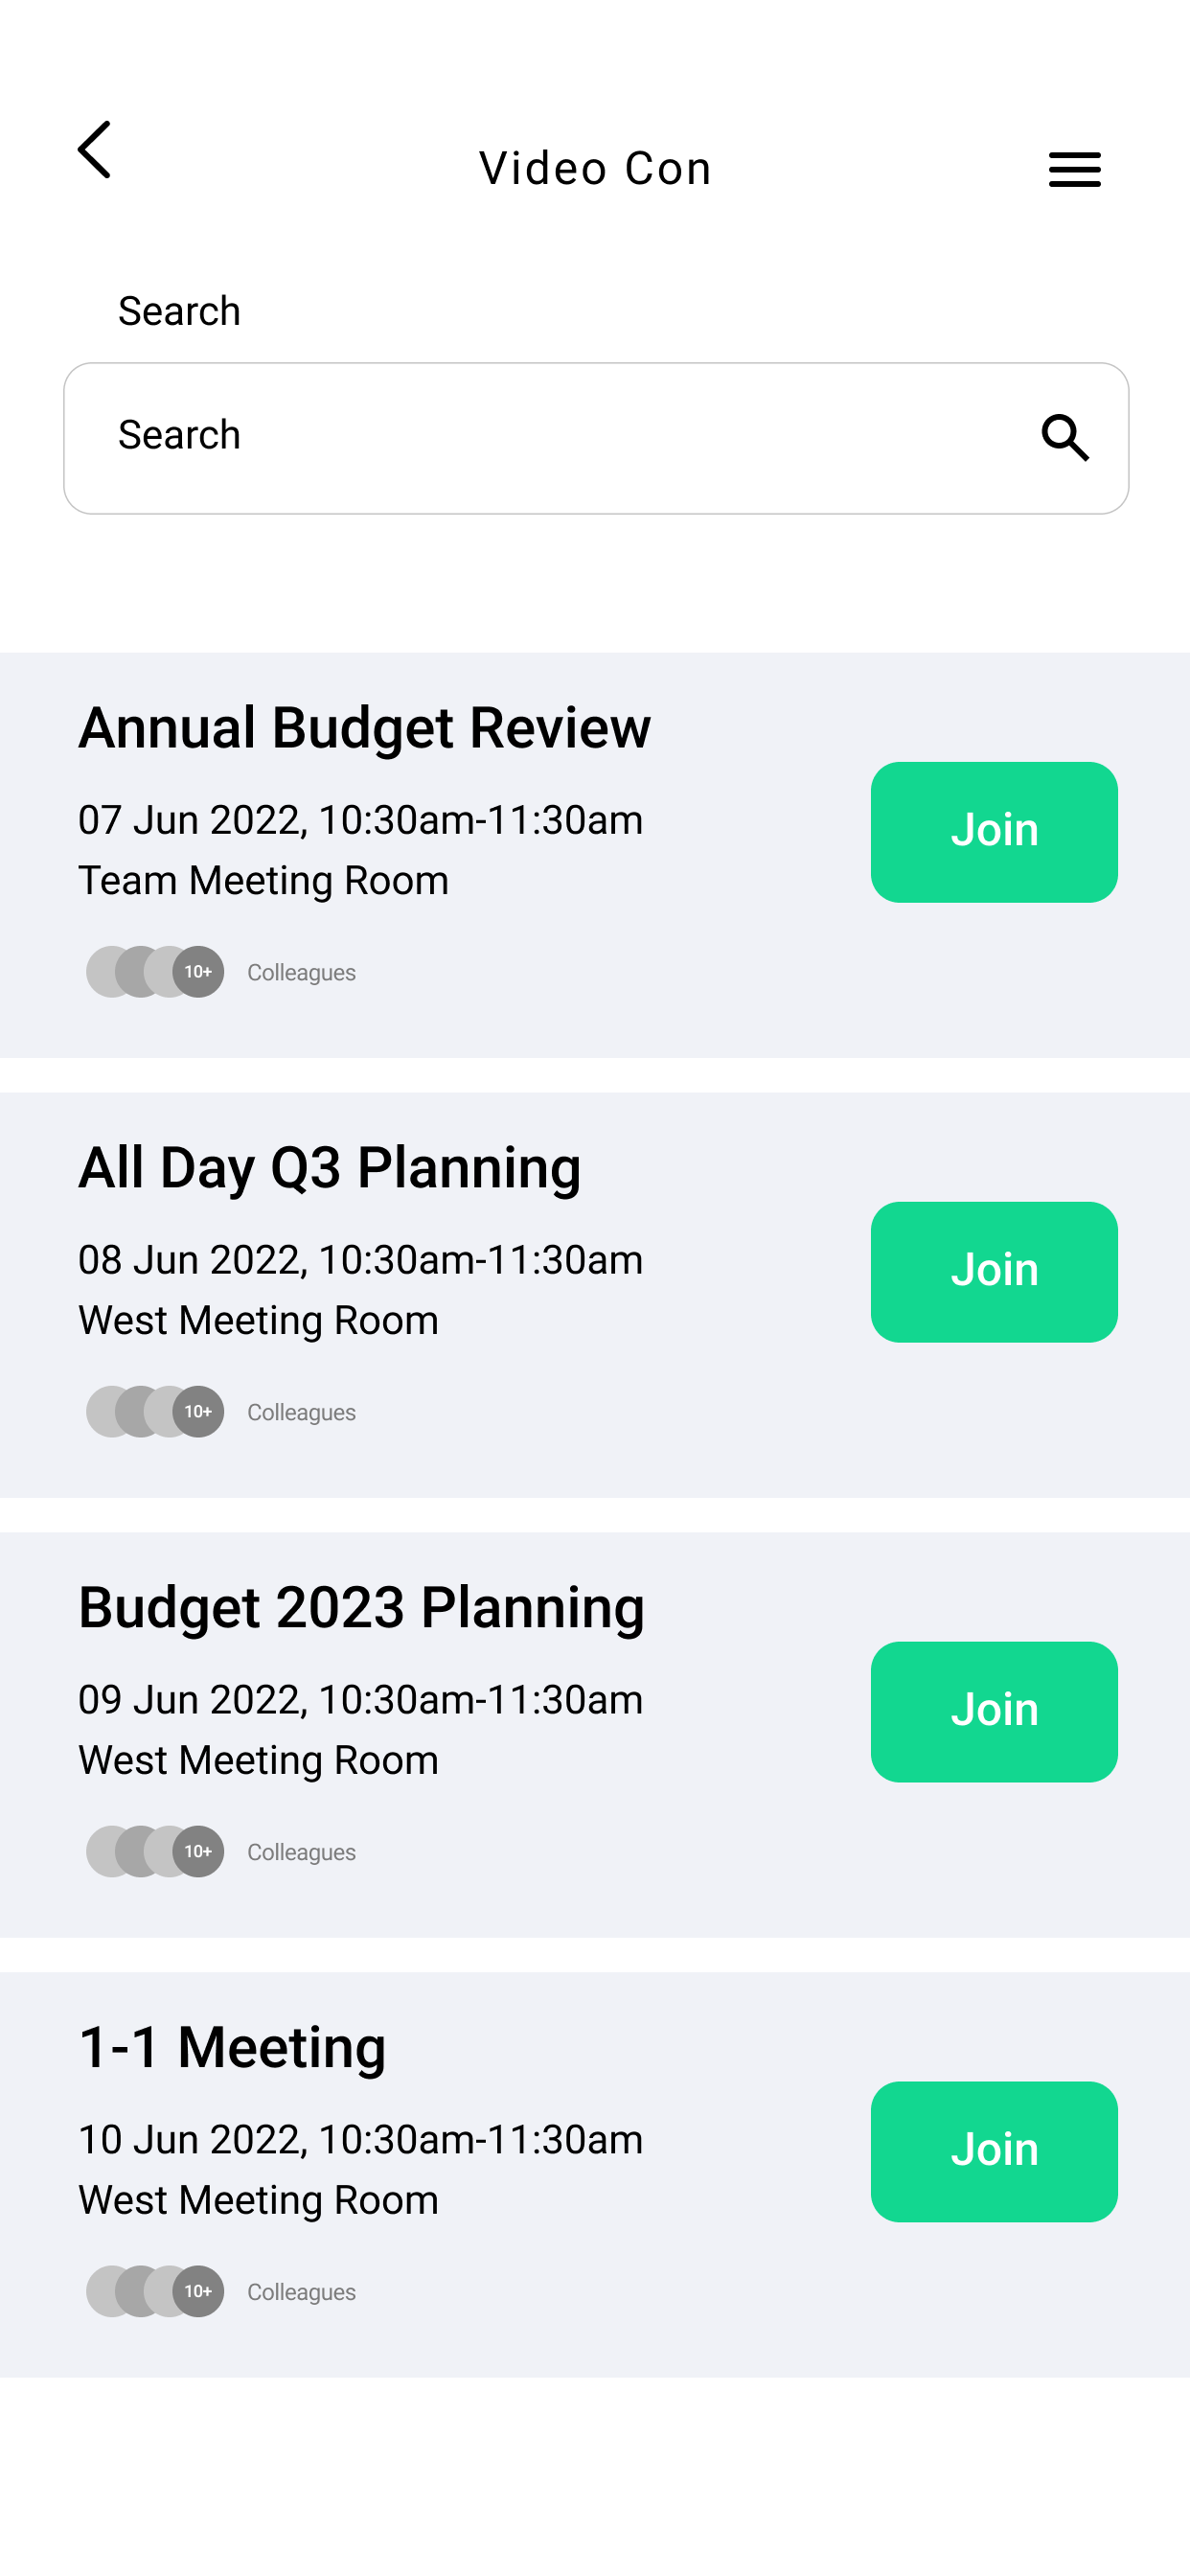 Video Con
Search
Search
Annual Budget Review
07 Jun 2022, 10:30am-11:30am
Team Meeting Room
Join
10+ Colleagues
All Day Q3 Planning
08 Jun 2022, 10:30am-11:30am
West Meeting Room
Join
10+ Colleagues
Budget 2023 Planning
09 Jun 2022, 10:30am-11:30am
West Meeting Room
Join
10+ Colleagues
1-1 Meeting
10 Jun 2022, 10:30am-11:30am
West Meeting Room
Join
10+ Colleagues